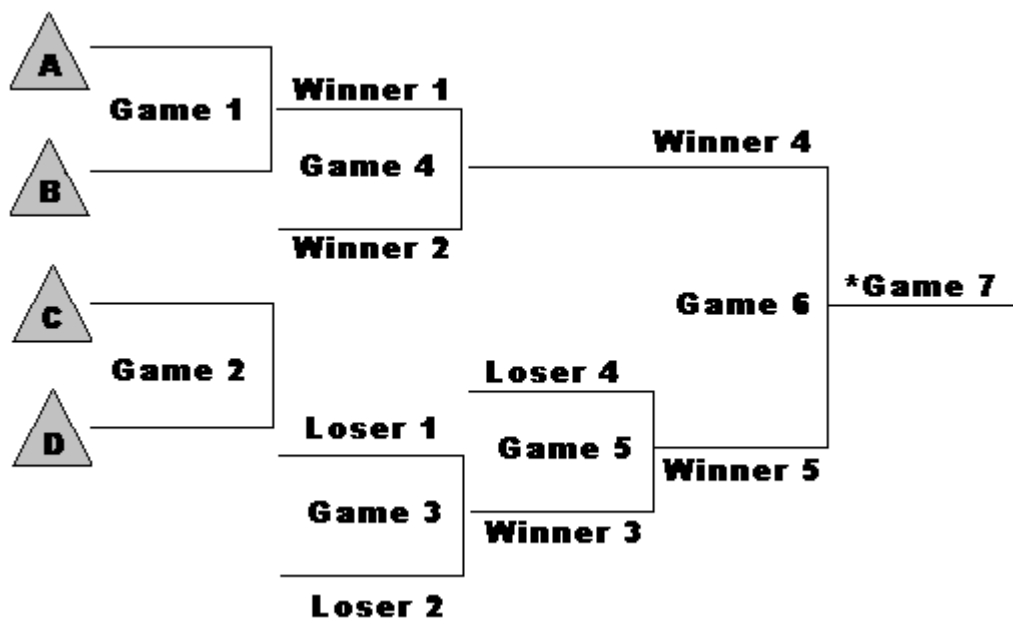 A
Game 1
B
Winner 1
Game 4
Winner 2
Winner 4
C
Game 2
D
Game 6
*Game 7
Loser 4
Loser 1
Game 5
Winner 5
Game 3
Winner 3
Loser 2